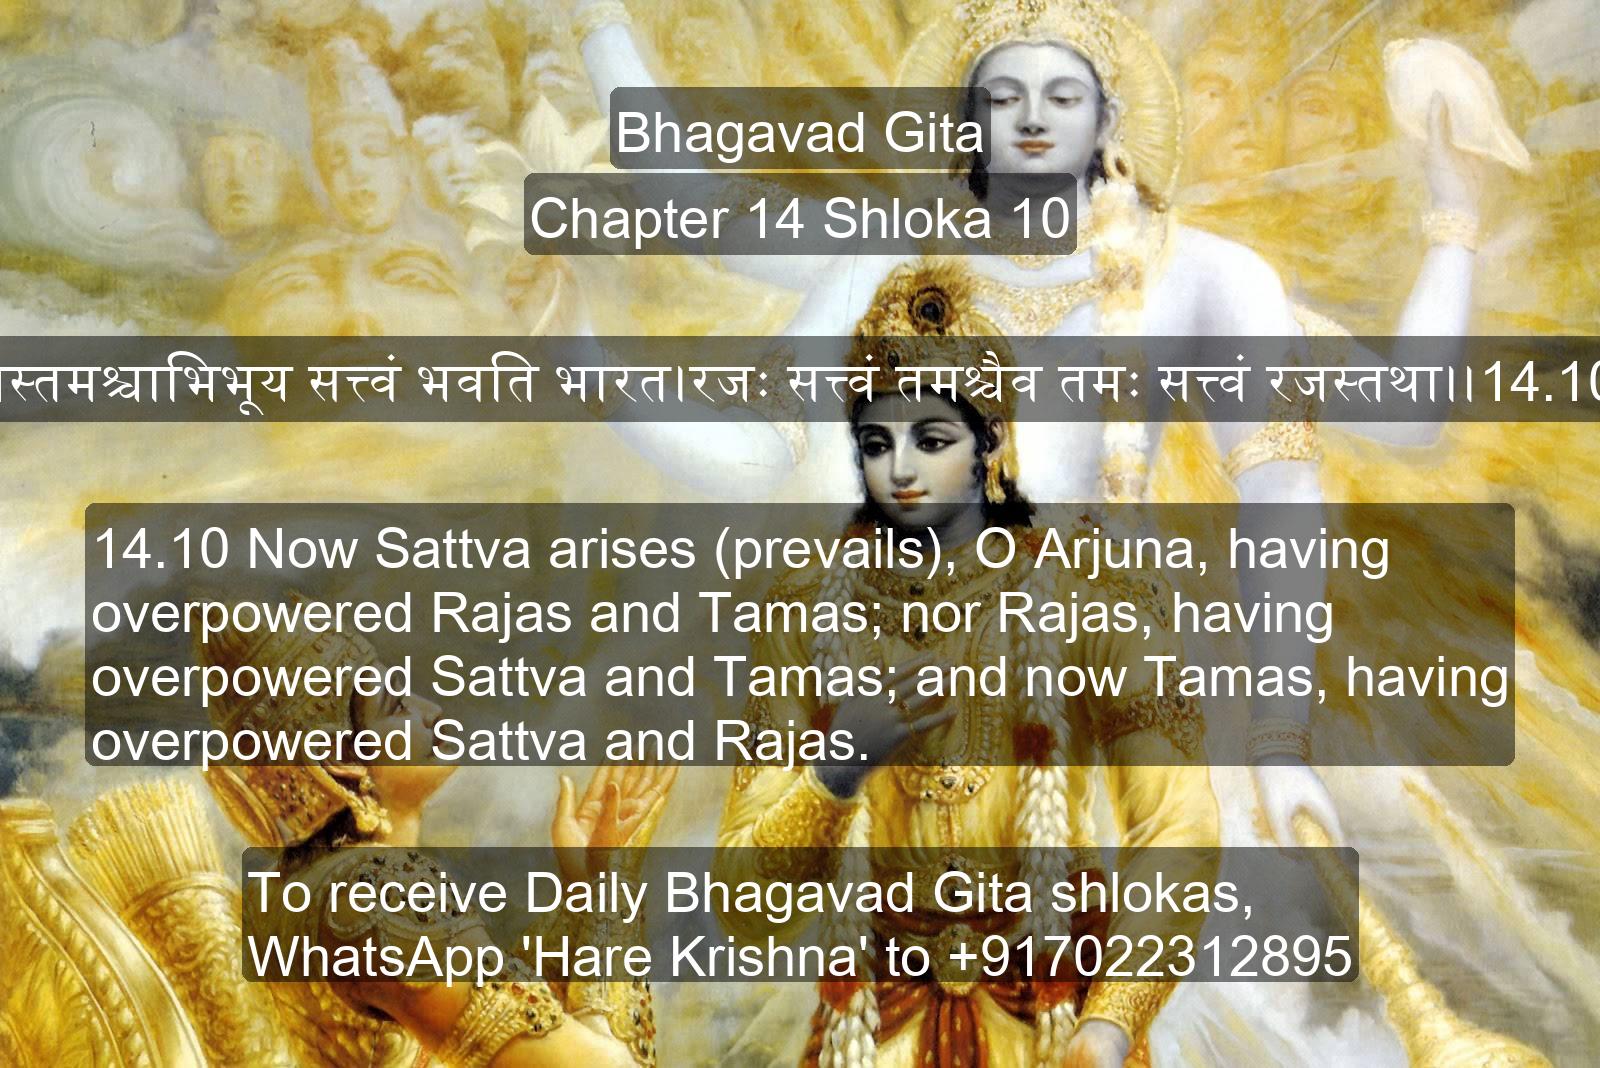 Bhagavad Gita
Chapter 14 Shloka 10
सत्त्वं भवति भारत।रजः सत्त्वं तमश्चैव तमः सत्त्वं रजस्तथा।।14.10
14.10 Now Sattva arises (prevails), O Arjuna, having
overpowered Rajas and Tamas; nor Rajas, having
overpowered Sattva and Tamas; and now Tamas, having
overpowered Sattva and Rajas.
To receive Daily Bhagavad Gita shlokas,
WhatsApp 'Hare Krishna' to +917022312895